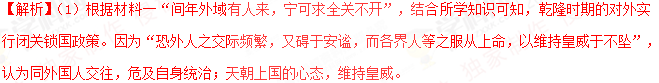 【解析】（1）根据材料一“间年外域有人来，宁可求全关不开”，结合所学知识可知，乾隆时期的对外实
行闭关锁国政策。因为“恐外人之交际频繁，又碍于安谧，而各界人等之服从上命，以维持皇威于不坠”，
认为同外国人交往，危及自身统治；天朝上国的心态，维持皇威。